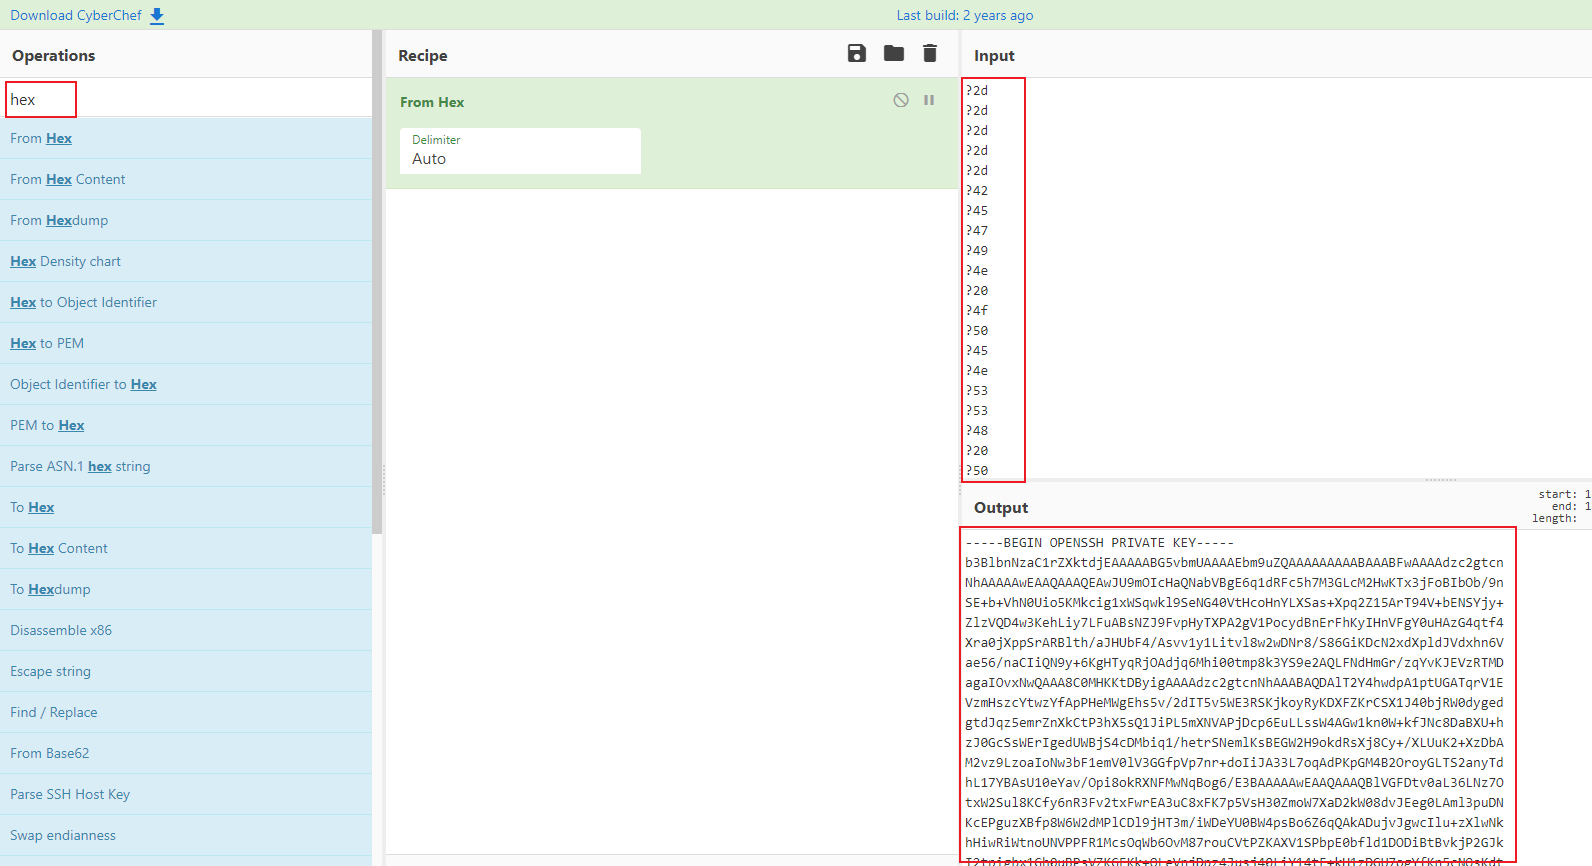 Download CyberChef
Last build: 2 years ago
Operations
hex
From Hex
From Hex Content
From Hexdump
Hex Density chart
Hex to Object Identifier
Hex to PEM
Object Identifier to Hex
PEM to Hex
Parse ASN.1 hex string
To Hex
To Hex Content
To Hexdump
Disassemble x86
Escape string
Find / Replace
From Base62
Parse SSH Host Key
Swap endianness
Recipe
From Hex
Delimiter
Auto
Input
?2d
?2d
?2d
?2d
?2d
?42
?45
?47
?49
?4e
?20
?4f
?50
?45
?4e
?53
?53
?48
?20
?50
Output
start: 1
end: 1
length:
-----BEGIN OPENSSH PRIVATE KEY-----
b3BlbnNzaC1rZXktdjEAAAAABG5vbmUAAAAEbm9uZQAAAAAAAAABAAABFwAAAAdzc2gtcn
NhAAAAAwEAAQAAAQEAwJU9mOIcHaQNabVBgE6q1dRFc5h7M3GLcM2HwKTx3jFoBIbOb/9n
SE+b+VhN0Uio5KMkcig1xWSqwkl9SeNG40VtHcoHnYLXSas+Xpq2Z15ArT94V+bENSYjy+
ZlzVQD4w3KehLiy7LFuABsNZJ9FvpHyTXPA2gV1PocydBnErFhKyIHnVFgY0uHAzG4qtf4
Xra0jXppSrARBlth/aJHUbF4/Asvv1y1Litvl8w2wDNr8/S86GiKDcN2xdXpldJVdxhn6V
ae56/naCIiQN9y+6KgHTyqRjOAdjq6Mhi00tmp8k3YS9e2AQLFNdHmGr/zqYvKJEVzRTMD
agaIOvxNwQAAA8C0MHKKtDByigAAAAdzc2gtcnNhAAABAQDAlT2Y4hwdpA1ptUGATqrV1E
VzmHszcYtwzYfApPHeMWgEhs5v/2dIT5v5WE3RSKjkoyRyKDXFZKrCSX1J40bjRW0dyged
gtdJqz5emrZnXkCtP3hX5sQ1JiPL5mXNVAPjDcp6EuLLssW4AGw1kn0W+kfJNc8DaBXU+h
zJ0GcSsWErIgedUWBjS4cDMbiq1/hetrSNemlKsBEGW2H9okdRsXj8Cy+/XLUuK2+XzDbA
M2vz9LzoaIoNw3bF1emV0lV3GGfpVp7nr+doIiJA33L7oqAdPKpGM4B2OroyGLTS2anyTd
hL17YBAsU10eYav/Opi8okRXNFMwNqBog6/E3BAAAAAwEAAQAAAQBlVGFDtv0aL36LNz7O
txW2Sul8KCfy6nR3Fv2txFwrEA3uC8xFK7p5VsH30ZmoW7XaD2kW08dvJEeg0LAml3puDN
KcEPguzXBfp8W6W2dMPlCDl9jHT3m/iWDeYU0BW4psBo6Z6qQAkADujvJgwcIlu+zXlwNk
hHiwRiWtnoUNVPPFR1McsOqWb6OvM87rouCVtPZKAXV1SPbpE0bfld1DODiBtBvkjP2GJk